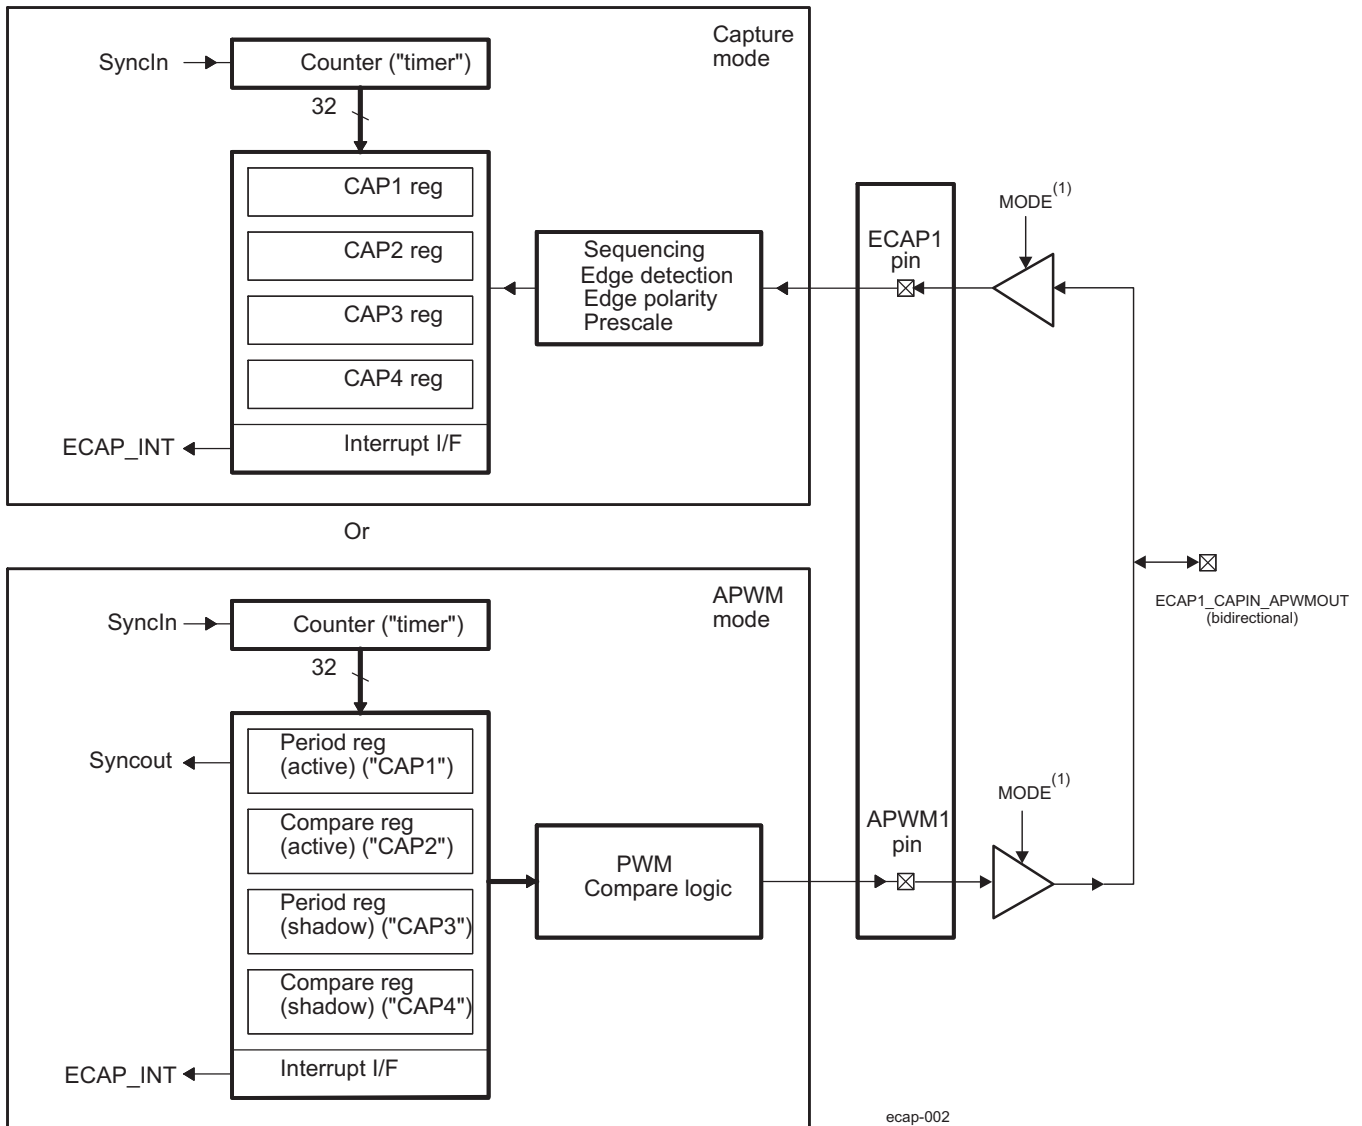 Capture
mode
SyncIn
Counter ("timer")
32
CAP1 reg
CAP2 reg
CAP3 reg
CAP4 reg
Interrupt I/F
ECAP_INT
Sequencing
Edge detection
Edge polarity
Prescale
ECAP1
pin
MODE(1)
Or
APWM
mode
SyncIn
Counter ("timer")
32
Syncout
Period reg
(active) ("CAP1")
Compare reg
(active) ("CAP2")
Period reg
(shadow) ("CAP3")
Compare reg
(shadow) ("CAP4")
Interrupt I/F
ECAP_INT
PWM
Compare logic
APWM1
pin
MODE(1)
ECAP1_CAPIN_APWMOUT
(bidirectional)
ecap-002